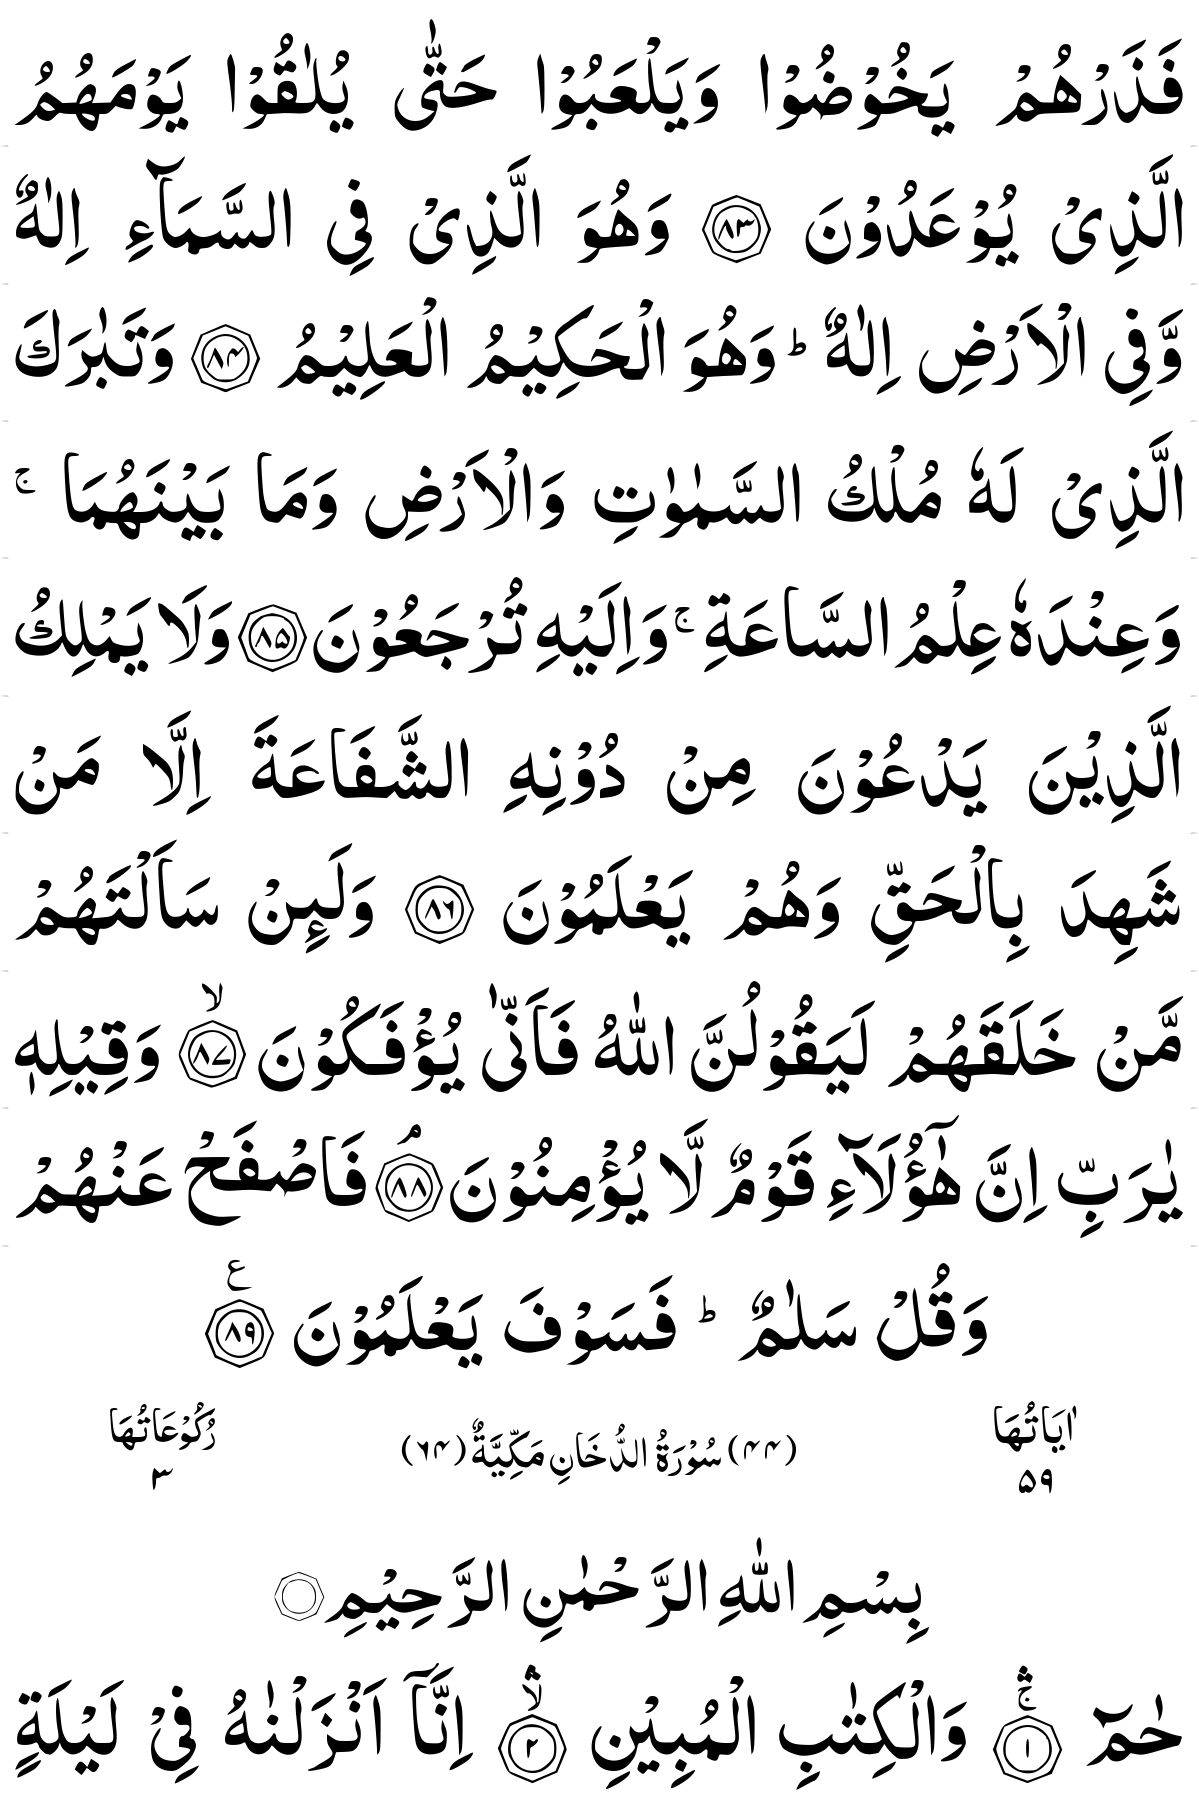 فَذَرْهُمْ يَخُوْضُوْا وَيَلْعَبُوْا حَتّٰى يُلٰقُوْا يَوْمَهُمُ
الَّذِىْ يُوْعَدُوْنَ ۸۳ وَهُوَ الَّذِىْ فِى السَّمَآءِ اِلٰهٌ
وَّفِى الْاَرْضِ اِلٰهٌ ؕ وَهُوَ الْحَكِيْمُ الْعَلِيْمُ ۸۴ وَتَبٰرَكَ
الَّذِىْ لَهٗ مُلْكُ السَّمٰوٰتِ وَالْاَرْضِ وَمَا بَيْنَهُمَا ۚ
وَعِنْدَهٗ عِلْمُ السَّاعَةِ ۚ وَاِلَيْهِ تُرْجَعُوْنَ ۸۵ وَلَا يَمْلِكُ
الَّذِيْنَ يَدْعُوْنَ مِنْ دُوْنِهِ الشَّفَاعَةَ اِلَّا مَنْ
شَهِدَ بِالْحَقِّ وَهُمْ يَعْلَمُوْنَ ۸۶ وَلَٮِٕنْ سَاَلْتَهُمْ
مَّنْ خَلَقَهُمْ لَيَقُوْلُنَّ اللّٰهُ فَاَنّٰى يُؤْفَكُوْنَ ۙ‏ ۸۷ وَقِيْلِهٖ
يٰرَبِّ اِنَّ هٰٓؤُلَاۤءِ قَوْمٌ لَّا يُؤْمِنُوْنَ ۘ‏ ۸۸ فَاصْفَحْ عَنْهُمْ
وَقُلْ سَلٰمٌ ؕ فَسَوْفَ يَعْلَمُوْنَ ع ۸۹
اٰيَاتُهَا ۵۹ (۴۴) سُوْرَةُ الدُّخَانِ مَكِّيَّةٌ (۶۴) رُكُوْعَاتُهَا ۳
بِسْمِ اللّٰهِ الرَّحْمٰنِ الرَّحِيْمِ
حٰمٓ ۛۚ ۱ وَالْكِتٰبِ الْمُبِيْنِ ۛۙ ۲ اِنَّاۤ اَنْزَلْنٰهُ فِىْ لَيْلَةٍ